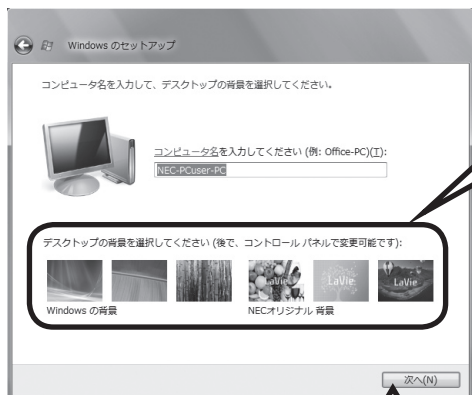 Windows のセットアップ
コンピュータ名を入力して、デスクトップの背景を選択してください。
コンピュータ名を入力してください (例: Office-PC)(T):
NEC-PCuser-PC
デスクトップの背景を選択してください (後で、コントロール パネルで変更可能です):
LaVie LaVie LaVie
Windows の背景 NECオリジナル 背景
次へ(N)